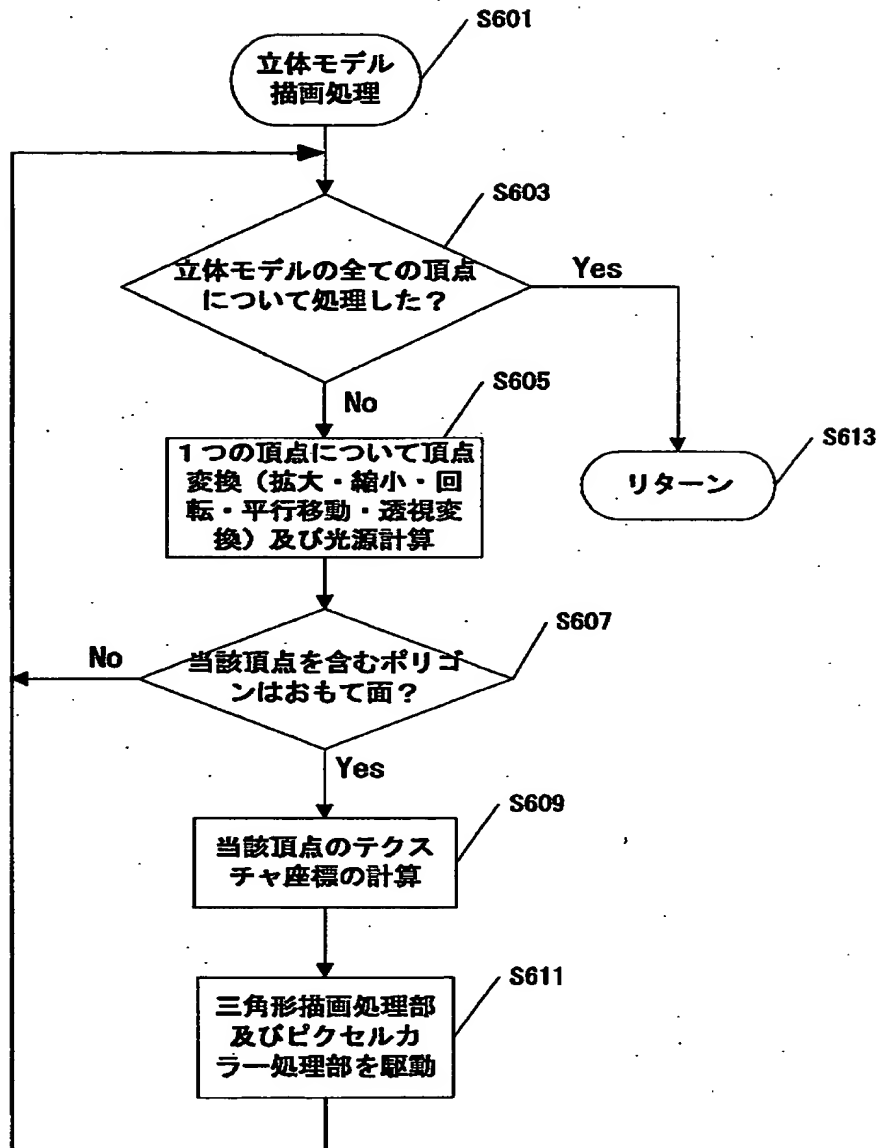 S601
立体モデル
描画処理
S603
立体モデルの全ての頂点
について処理した？
Yes
No
S605
１つの頂点について頂点
変換（拡大・縮小・回
転・平行移動・透視変
換）及び光源計算
S613
リターン
S607
当該頂点を含むポリゴ
ンはおもて面？
No
Yes
S609
当該頂点のテクス
チャ座標の計算
S611
三角形描画処理部
及びピクセルカ
ラー処理部を駆動